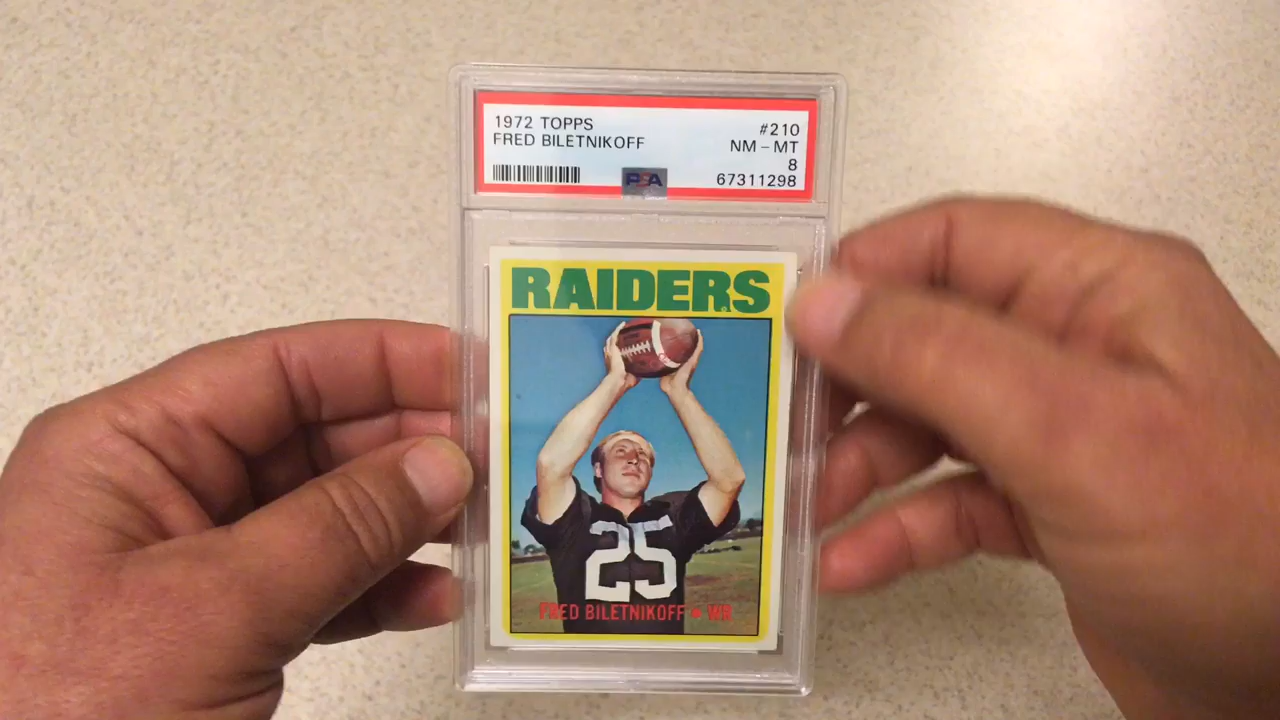 1972 TOPPS
FRED BILETNIKOFF
#210
NM - MT
8
PSA
67311298
RAIDERS
25
FRED BILETNIKOFF • WR